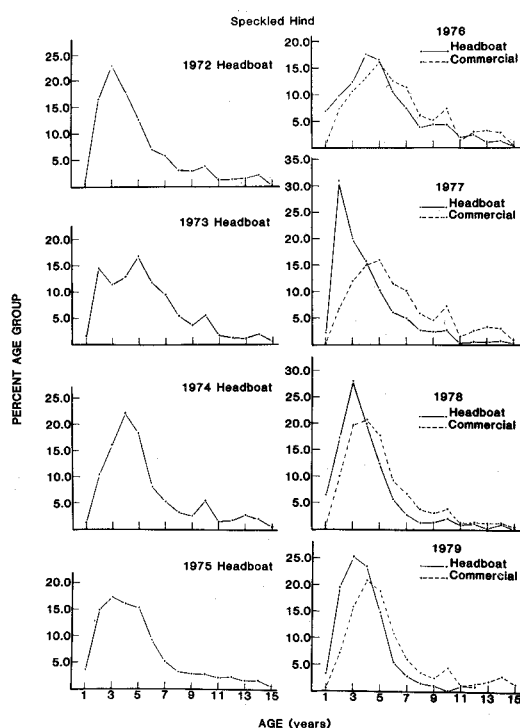 Speckled Hind
PERCENT AGE GROUP
1972 Headboat
20.0
15.0
10.0
5.0
1973 Headboat
20.0
15.0
10.0
5.0
1974 Headboat
20.0
15.0
10.0
5.0
1975 Headboat
20.0
15.0
10.0
5.0
1 3 5 7 9 11 13 15
1976
Headboat
Commercial
20.0
15.0
10.0
5.0
1977
Headboat
Commercial
35.0
30.0
25.0
20.0
15.0
10.0
5.0
1978
Headboat
Commercial
25.0
20.0
15.0
10.0
5.0
1979
Headboat
Commercial
25.0
20.0
15.0
10.0
5.0
1 3 5 7 9 11 13 15
AGE (years)